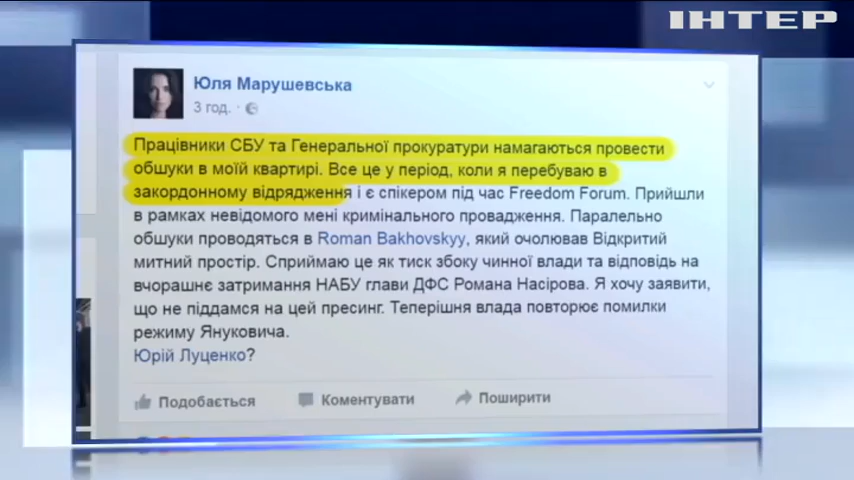 ІНТЕР
Юля Марушевська
3 год. ·
Працівники СБУ та Генеральної прокуратури намагаються провести
обшуки в моїй квартирі. Все це у період, коли я перебуваю в
закордонному відрядження і є спікером під час Freedom Forum. Прийшли
в рамках невідомого мені кримінального провадження. Паралельно
обшуки проводяться в Roman Bakhovskyy, який очолював Відкритий
митний простір. Сприймаю це як тиск збоку чинної влади та відповідь на
вчорашнє затримання НАБУ глави ДФС Романа Насірова. Я хочу заявити,
що не піддамся на цей пресинг. Теперішня влада повторює помилки
режиму Януковича.
Юрій Луценко?
Подобається Коментувати Поширити